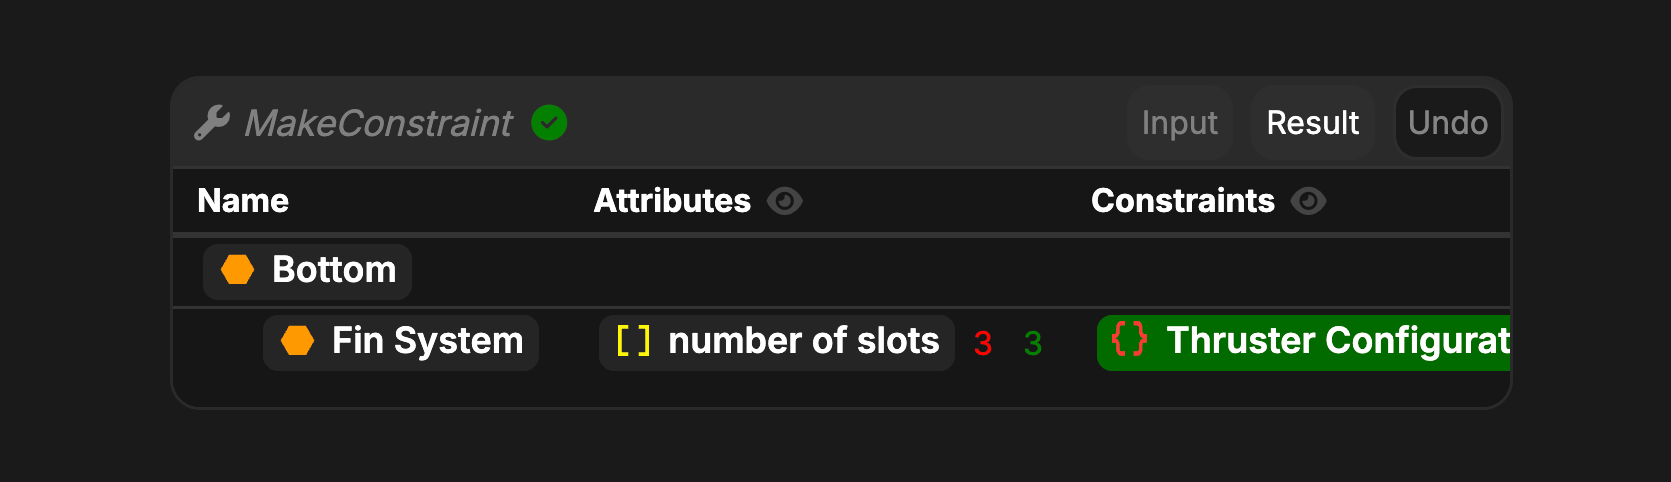 MakeConstraint Input Result Undo
Name Attributes Constraints
Bottom
Fin System [] number of slots 3 3 {} Thruster Configurat